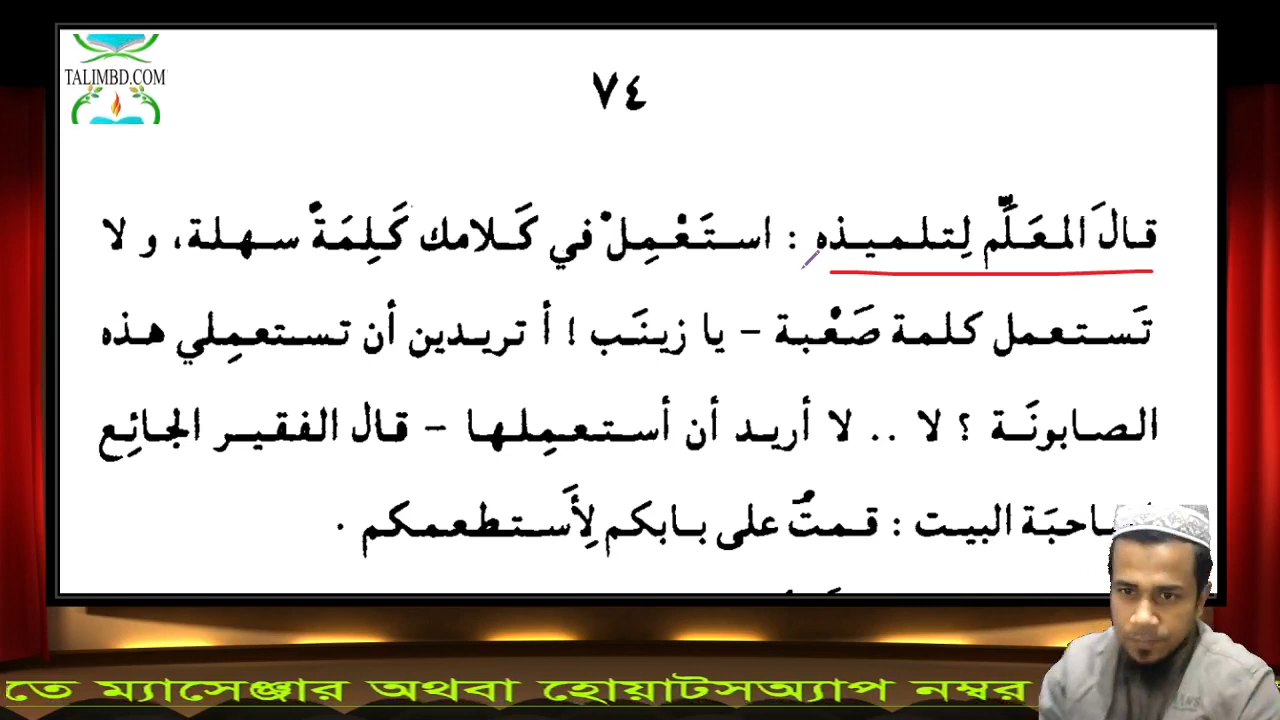 TALIMBD.COM
٧٤
قالَ المعَلِّم لِتلميذه : استَعْمِلْ في كَلامك كَلِمَةً سهلة، و لا
تَستعمل كلمة صَعْبة – يا زينَب ! أ تريدين أن تستعمِلي هذه
الصابونَة ؟ لا .. لا أريد أن أستعمِلها – قال الفقير الجائِع
احبَة البيت : قمتُ على بابكم لِأَستطعمكم .
তে ম্যাসেঞ্জার অথবা হোয়াটসঅ্যাপ নম্বর